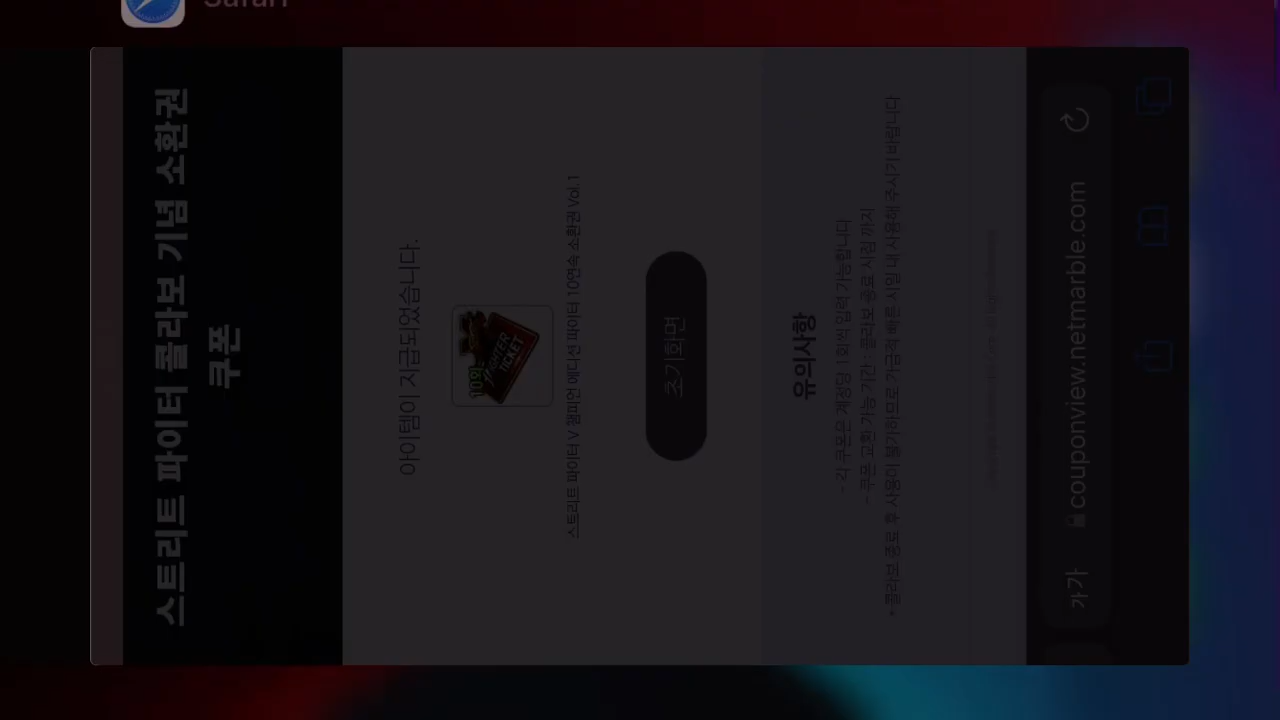 Safari
스트리트 파이터 콜라보 기념 소환권
쿠폰
아이템이 지급되었습니다.
10회
FIGHTER
TICKET
스트리트 파이터 V 챔피언 에디션 파이터 10연속 소환권 Vol.1
초기화면
유의사항
- 각 쿠폰은 계정당 1회씩 입력 가능합니다
- 쿠폰 교환 가능 기간 : 콜라보 종료 시점 까지
* 콜라보 종료 후 사용이 불가하므로 가급적 빠른 시일 내 사용해 주시기 바랍니다
가가
couponview.netmarble.com